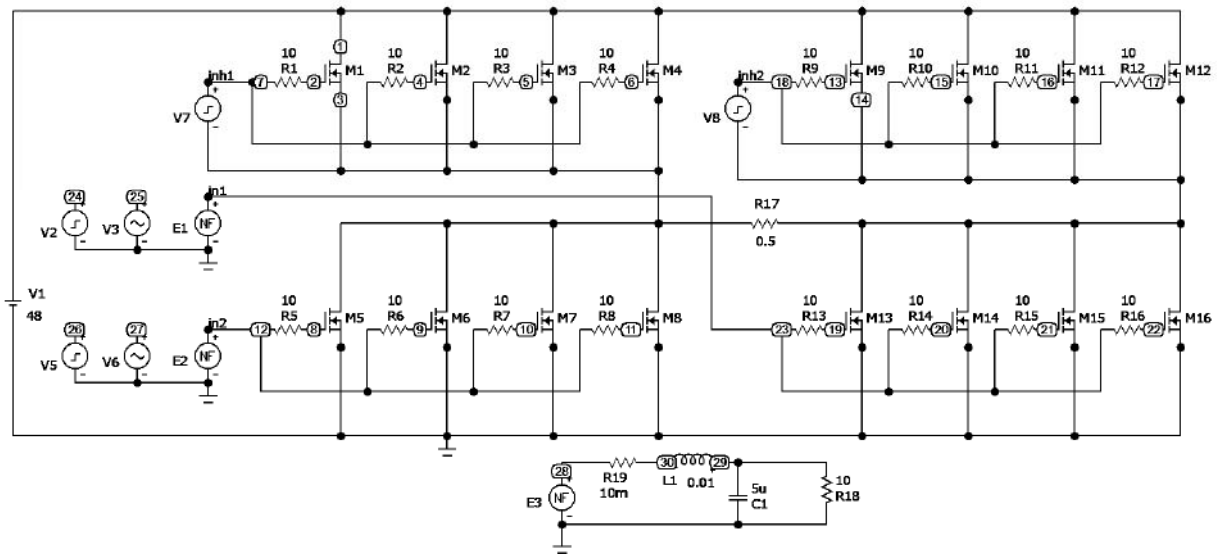 1
10 10 10 10 10 10 10 10
inh1 7 R1 2 M1 R2 4 M2 R3 5 M3 R4 6 M4 inh2 18 R9 13 M9 R10 15 M10 R11 16 M11 R12 17 M12
3 14
V7 V8
24 25 in1
V2 V3 E1 NF
R17
0.5
V1
48
10 10 10 10 10 10 10 10
26 27 in2 12 R5 8 M5 R6 9 M6 R7 10 M7 R8 11 M8 23 R13 19 M13 R14 20 M14 R15 21 M15 R16 22 M16
V5 V6 E2 NF
28 R19 30 29
10m L1 0.01
E3 NF
5u
C1
10
R18